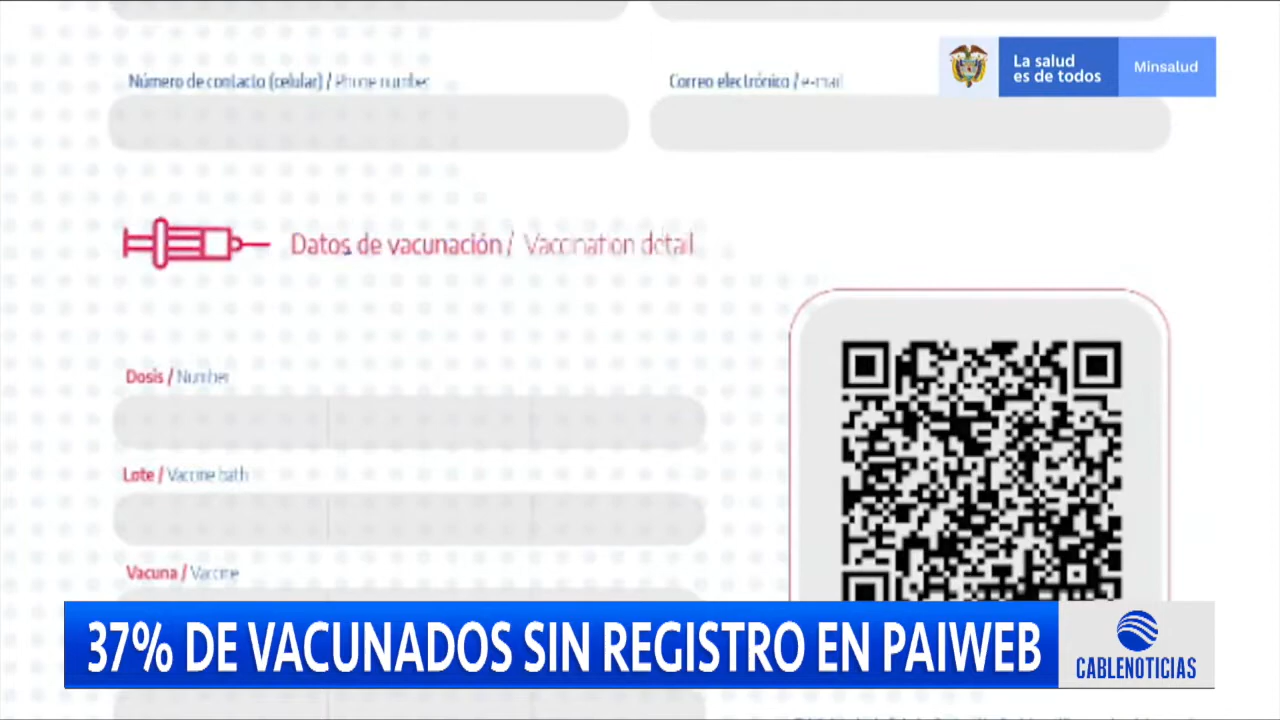 Número de contacto (celular) / Phone number
Correo electrónico / e-mail
La salud
es de todos
Minsalud
Datos de vacunación / Vaccination detail
Dosis / Number
Lote / Vaccine bath
Vacuna / Vaccine
37% DE VACUNADOS SIN REGISTRO EN PAIWEB
CABLENOTICIAS